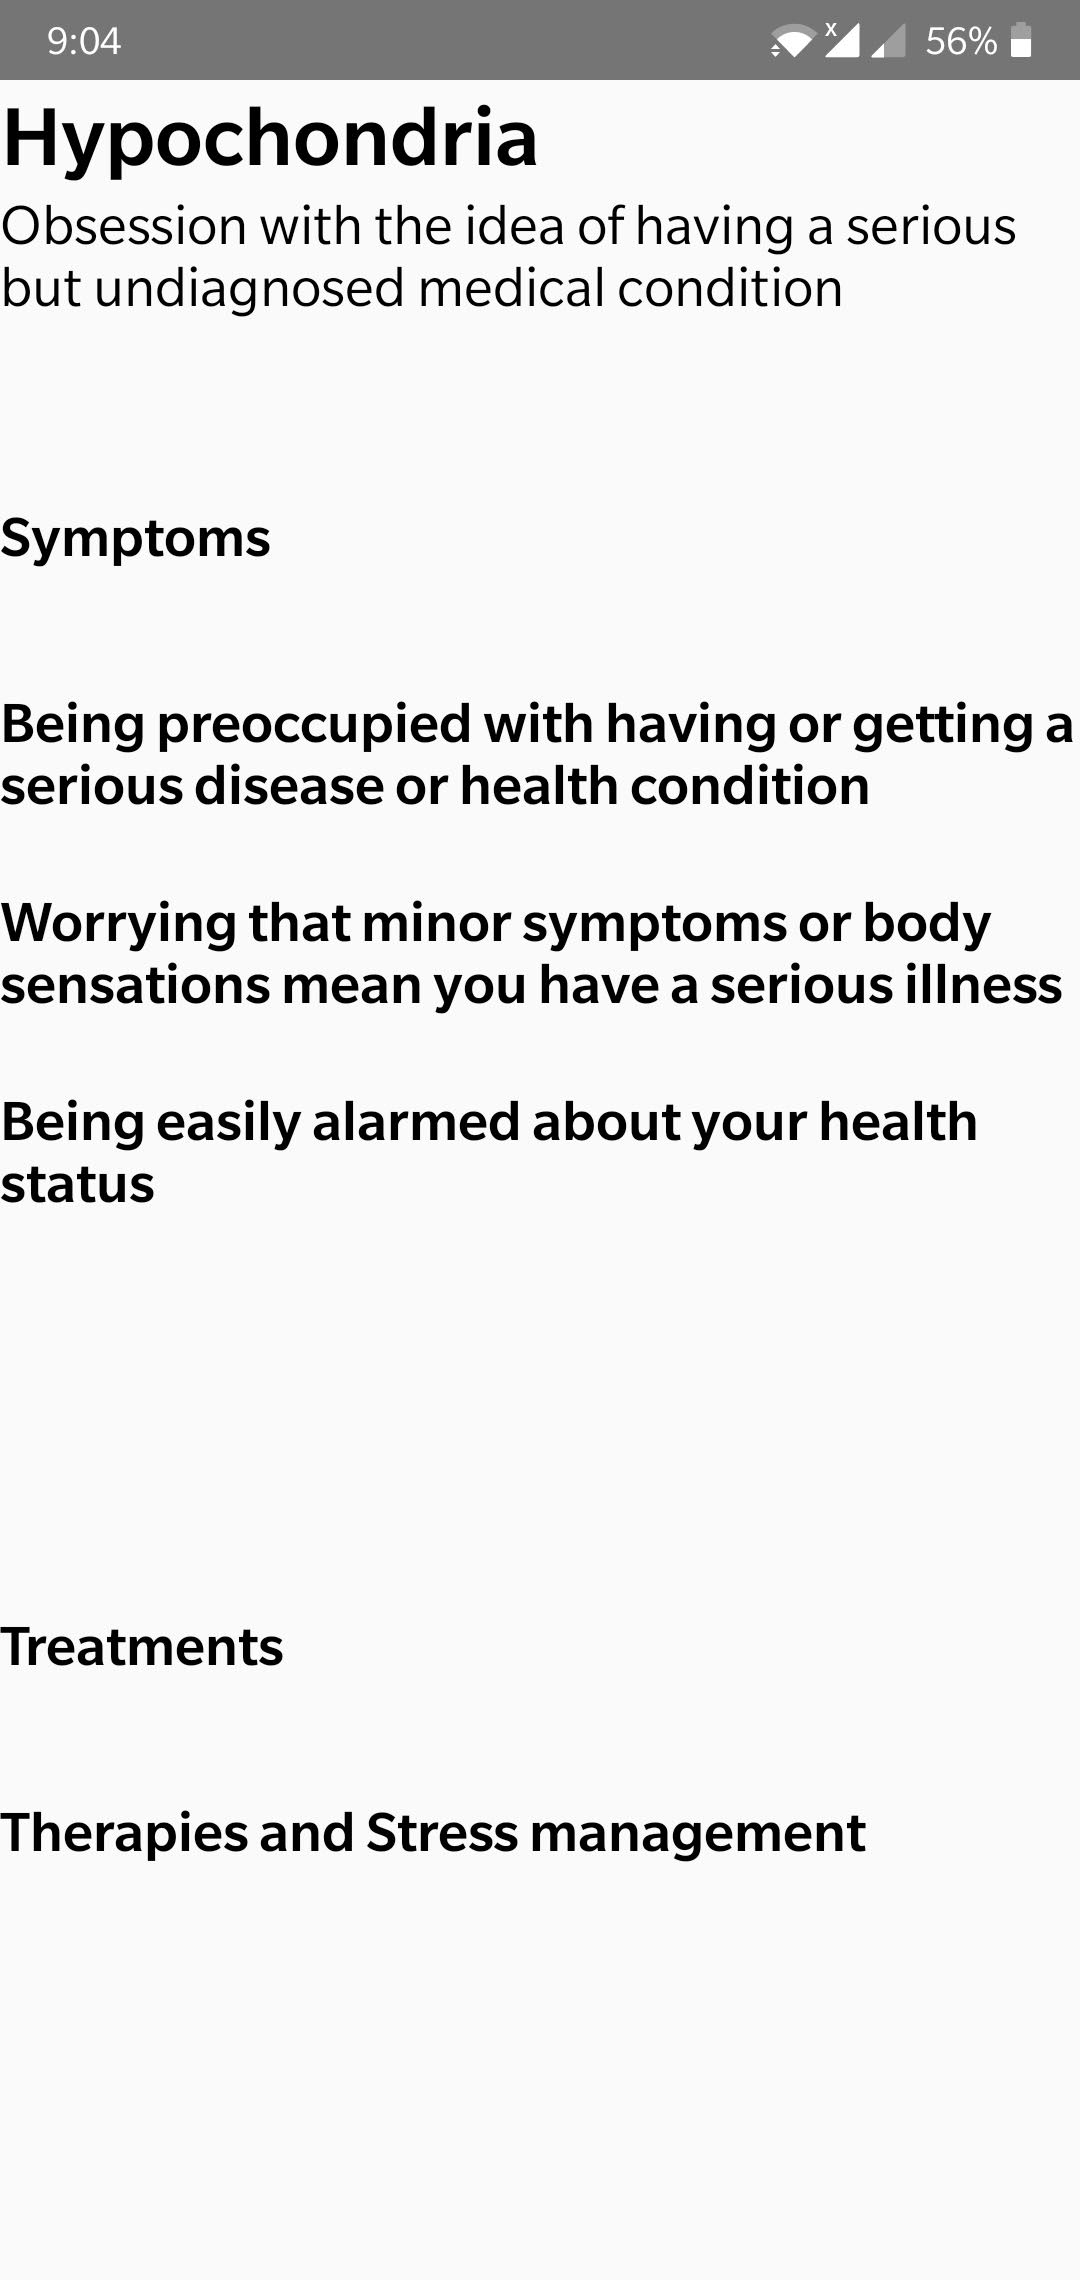 9:04
x
56%
Hypochondria
Obsession with the idea of having a serious
but undiagnosed medical condition
Symptoms
Being preoccupied with having or getting a
serious disease or health condition
Worrying that minor symptoms or body
sensations mean you have a serious illness
Being easily alarmed about your health
status
Treatments
Therapies and Stress management